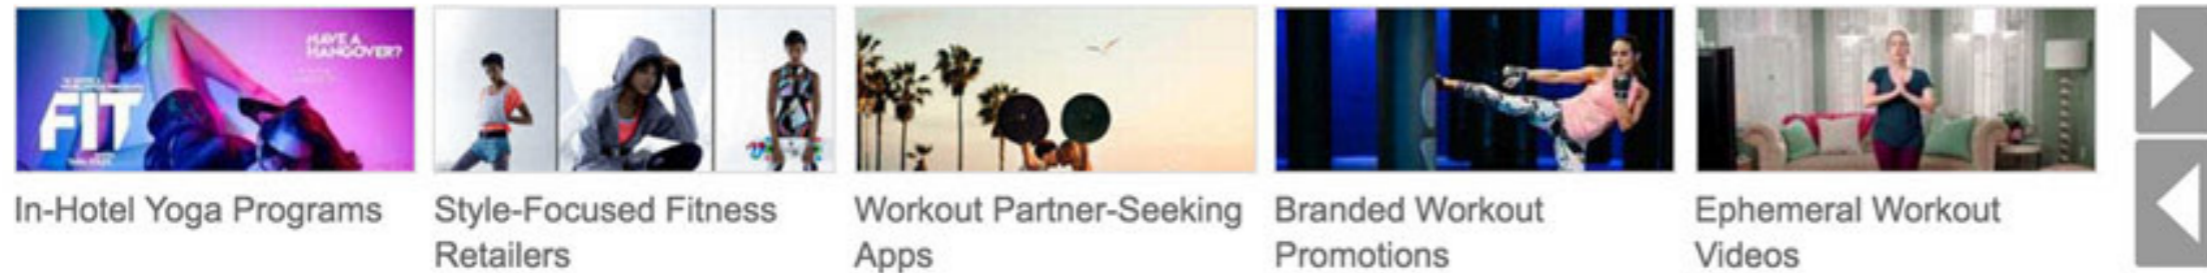 HAVE A
HANGOVER?
FIT
In-Hotel Yoga Programs
Style-Focused Fitness
Retailers
Workout Partner-Seeking
Apps
Branded Workout
Promotions
Ephemeral Workout
Videos